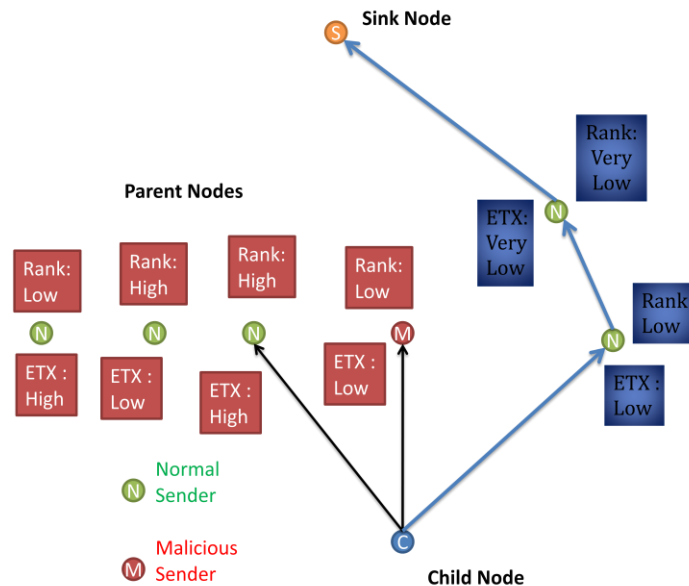 Sink Node
S
Rank:
Very
Low
Parent Nodes
N
ETX:
Very
Low
Rank:
Low
Rank:
High
Rank:
High
Rank:
Low
Rank
Low
N
N
N
M
N
ETX :
High
ETX :
Low
ETX :
High
ETX :
Low
ETX :
Low
N
Normal
Sender
M
Malicious
Sender
C
Child Node